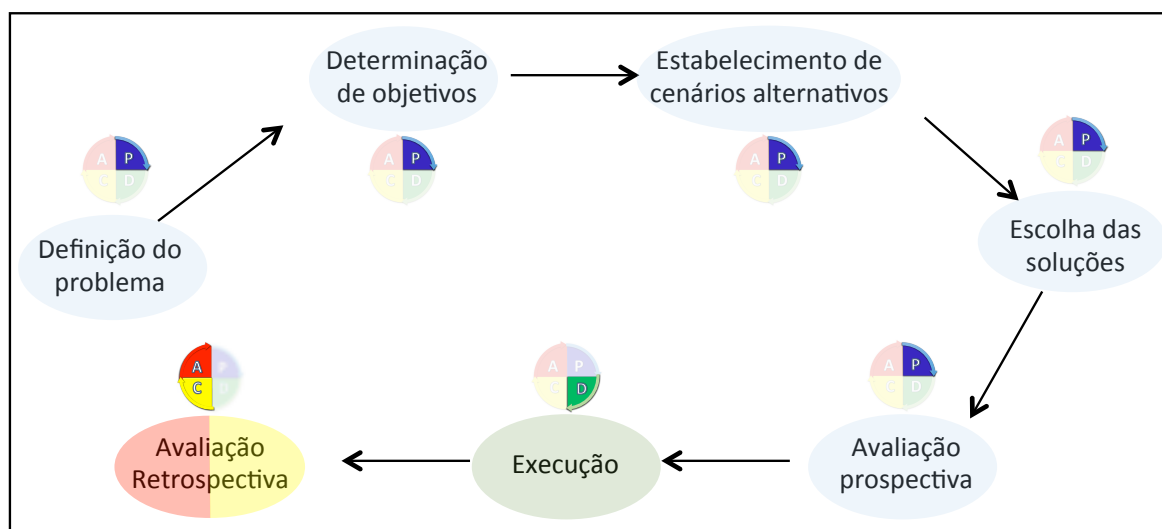 Determinação
de objetivos
Estabelecimento de
cenários alternativos
A P
C D
A P
C D
A P
C D
A P
C D
Definição do
problema
Escolha das
soluções
A P
C D
A P
C D
A P
C D
Avaliação
Retrospectiva
Execução
Avaliação
prospectiva